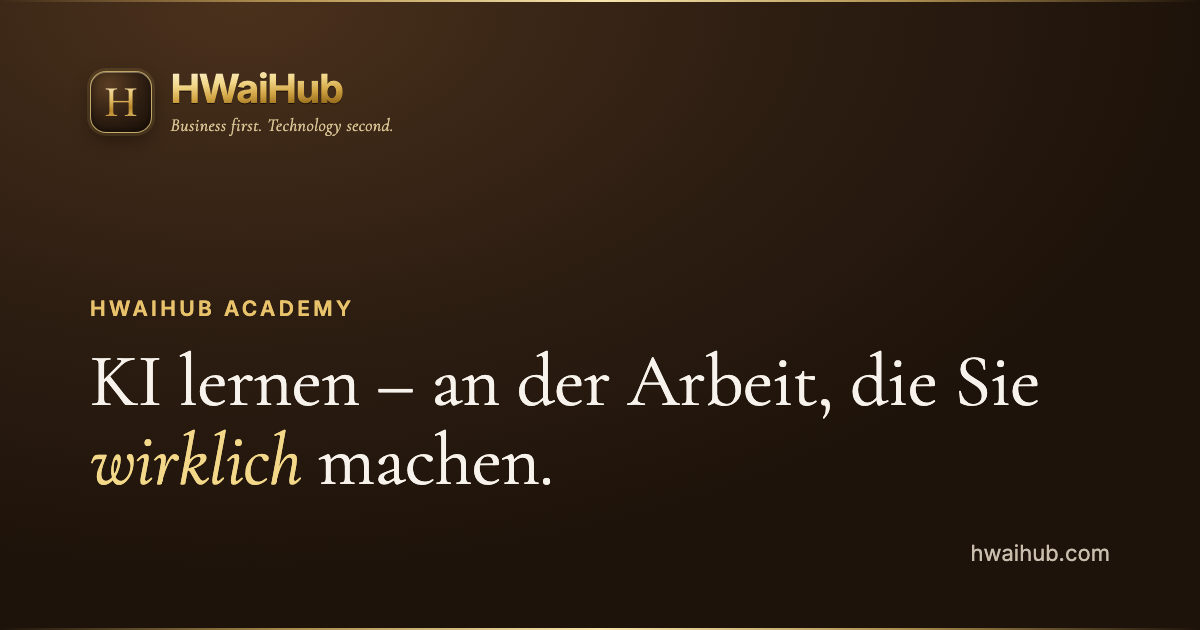 H
HWaiHub
Business first. Technology second.
HWAIHUB ACADEMY
KI lernen – an der Arbeit, die Sie
wirklich machen.
hwaihub.com